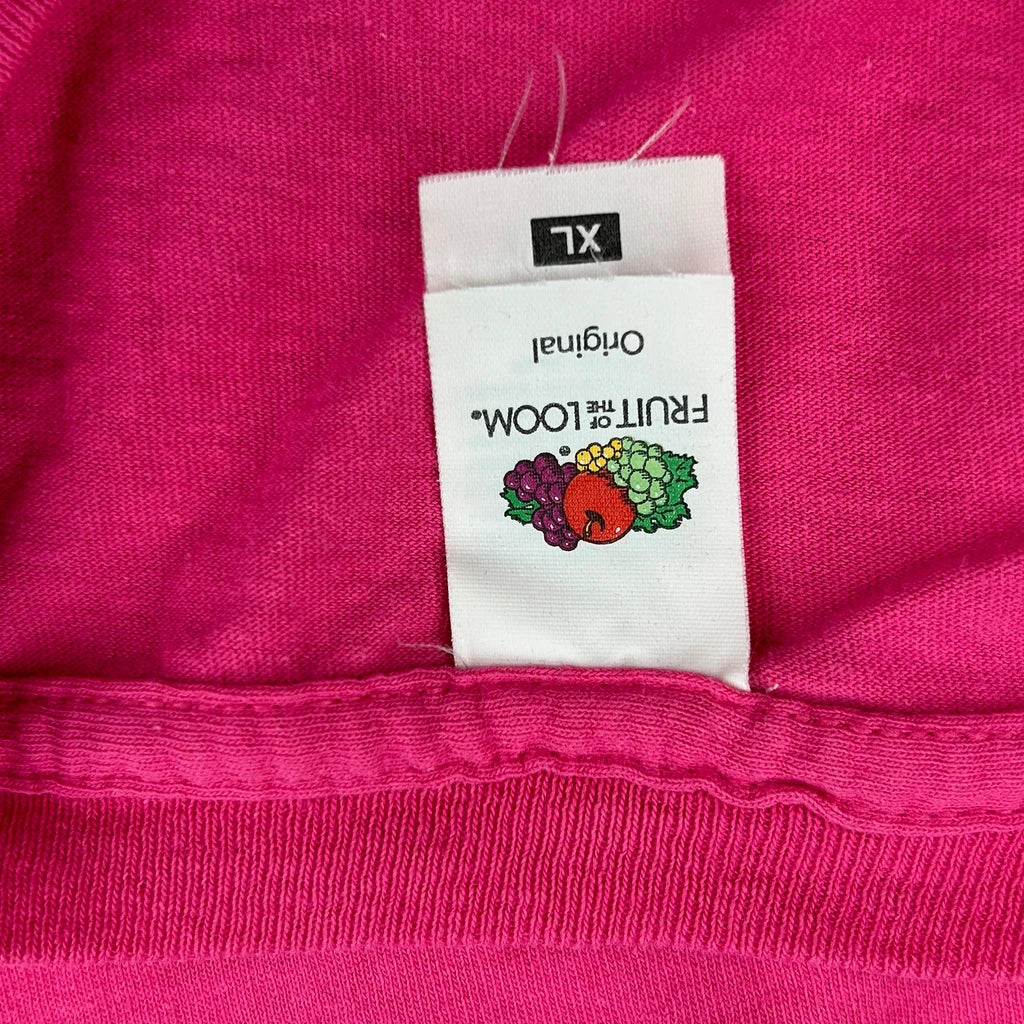 FRUIT OF THE LOOM®
Original
XL